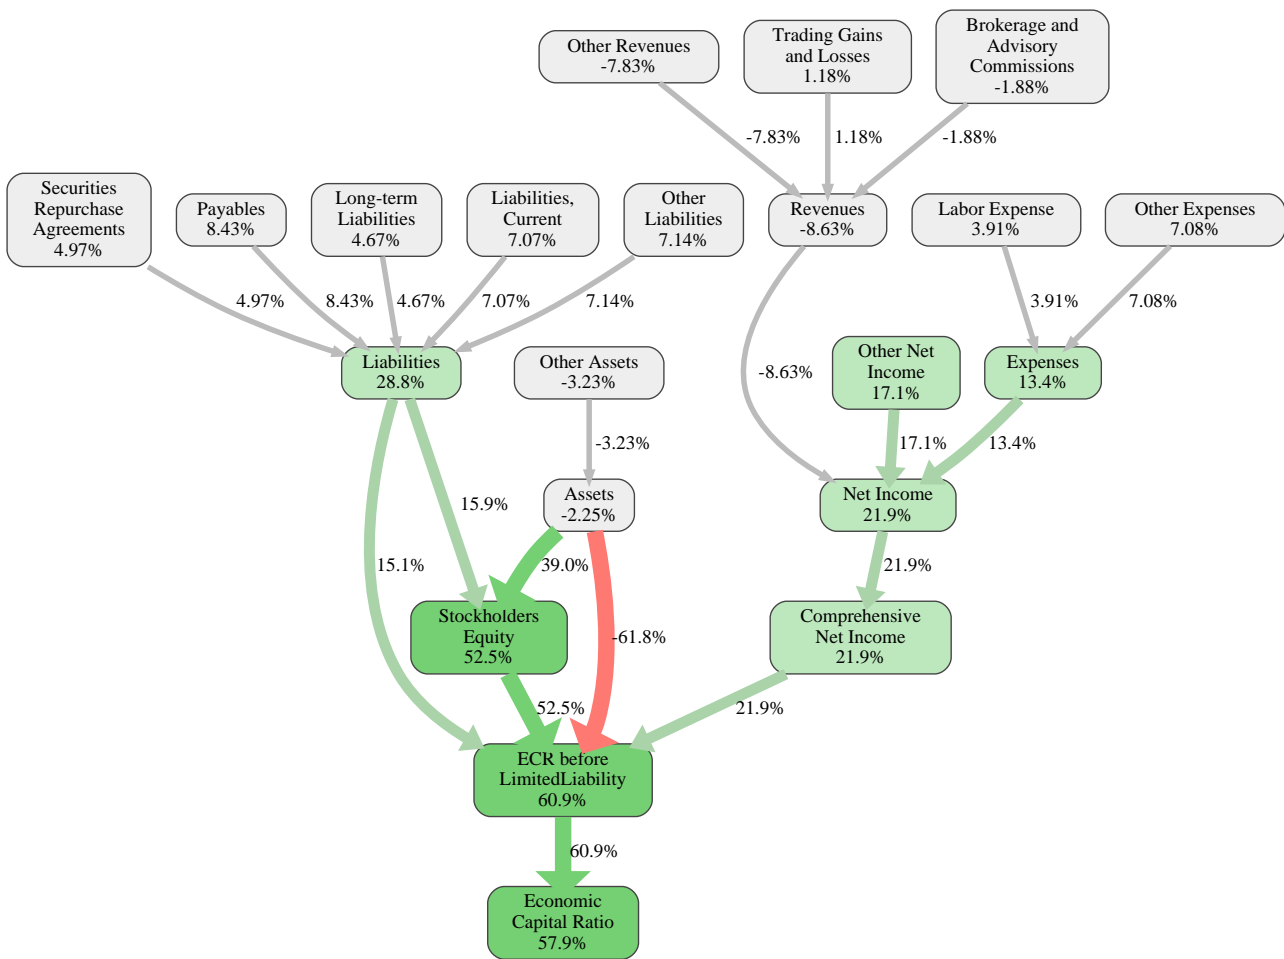 Other Revenues
-7.83%
Trading Gains
and Losses
1.18%
Brokerage and
Advisory
Commissions
-1.88%
-7.83%
1.18%
-1.88%
Securities
Repurchase
Agreements
4.97%
Payables
8.43%
Long-term
Liabilities
4.67%
Liabilities,
Current
7.07%
Other
Liabilities
7.14%
Revenues
-8.63%
Labor Expense
3.91%
Other Expenses
7.08%
4.97%
8.43%
4.67%
7.07%
7.14%
3.91%
7.08%
Liabilities
28.8%
Other Assets
-3.23%
-8.63%
Other Net
Income
17.1%
Expenses
13.4%
-3.23%
17.1%
13.4%
15.9%
Assets
-2.25%
Net Income
21.9%
15.1%
39.0%
21.9%
Stockholders
Equity
52.5%
-61.8%
Comprehensive
Net Income
21.9%
52.5%
21.9%
ECR before
LimitedLiability
60.9%
60.9%
Economic
Capital Ratio
57.9%